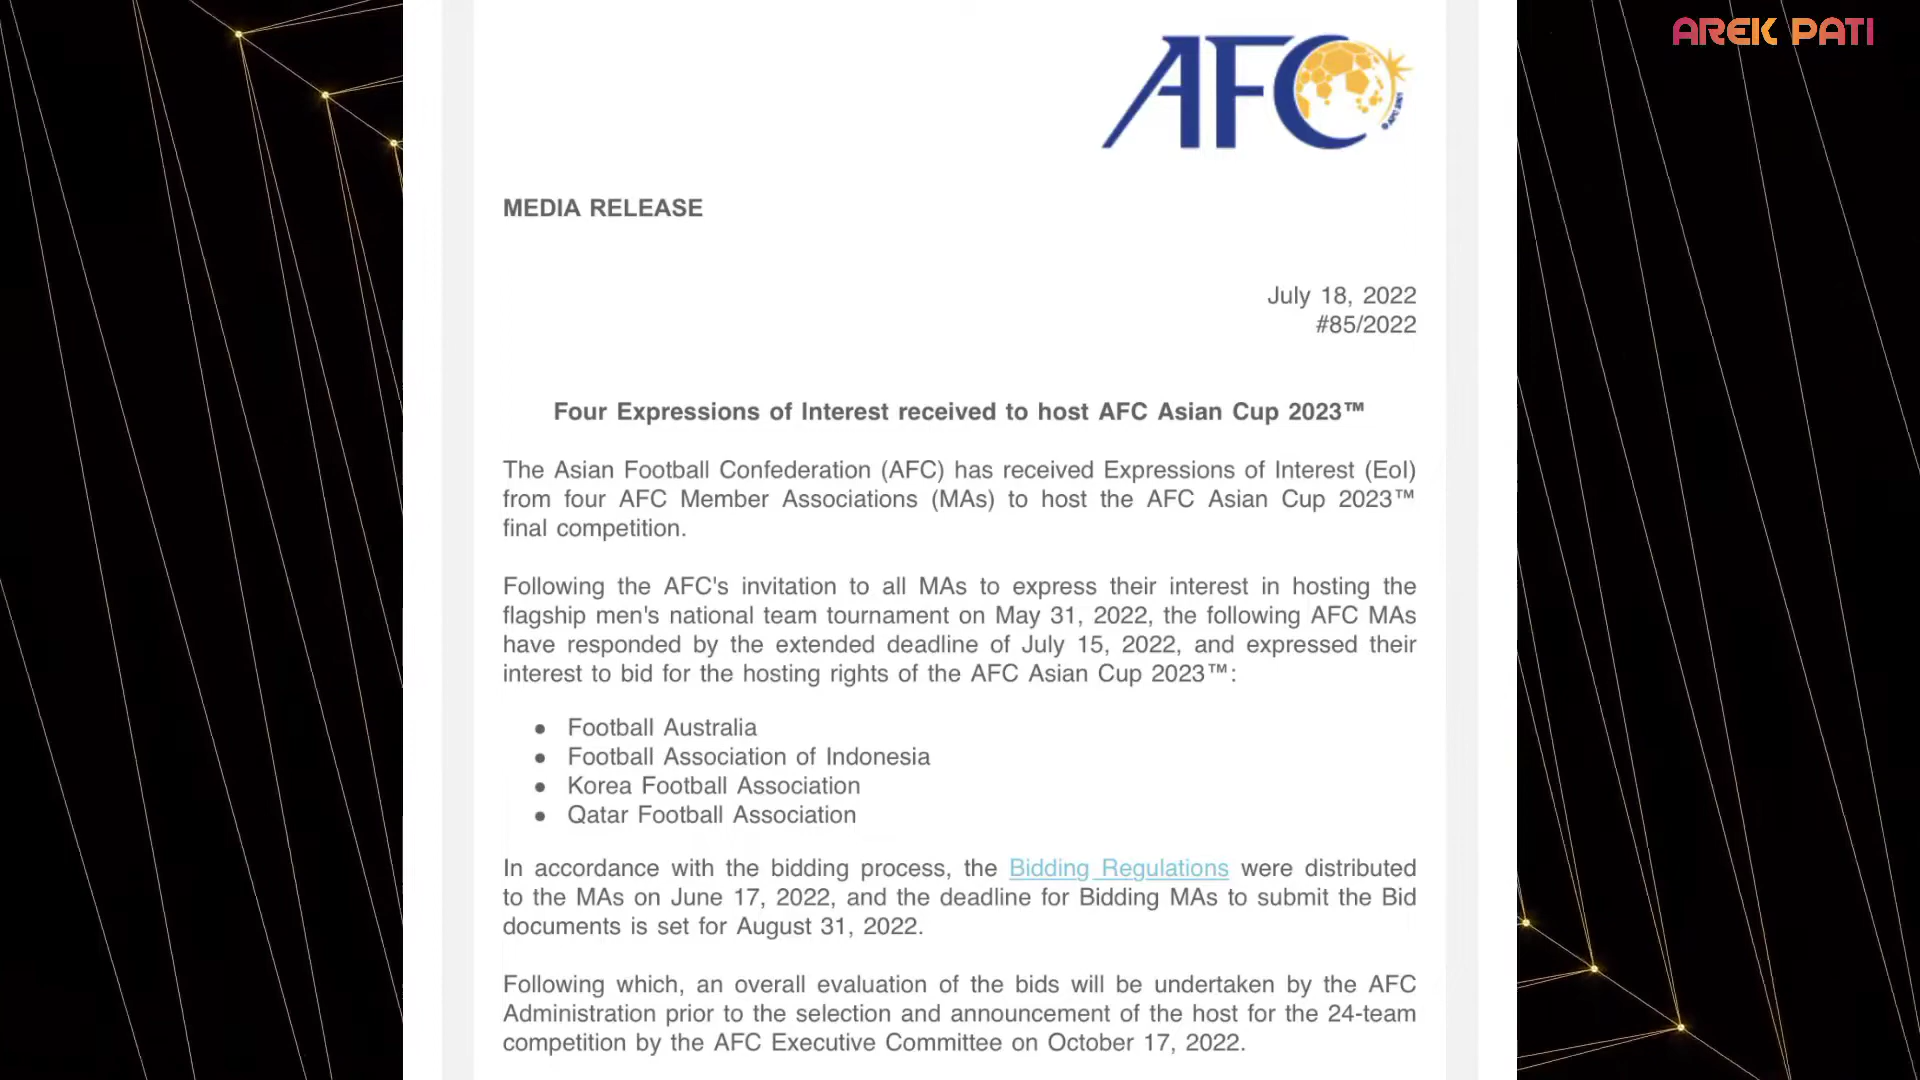 AREK PATI
AFC
MEDIA RELEASE
July 18, 2022
#85/2022
Four Expressions of Interest received to host AFC Asian Cup 2023™
The Asian Football Confederation (AFC) has received Expressions of Interest (EoI)
from four AFC Member Associations (MAs) to host the AFC Asian Cup 2023™
final competition.
Following the AFC's invitation to all MAs to express their interest in hosting the
flagship men's national team tournament on May 31, 2022, the following AFC MAs
have responded by the extended deadline of July 15, 2022, and expressed their
interest to bid for the hosting rights of the AFC Asian Cup 2023™:
● Football Australia
● Football Association of Indonesia
● Korea Football Association
● Qatar Football Association
In accordance with the bidding process, the Bidding Regulations were distributed
to the MAs on June 17, 2022, and the deadline for Bidding MAs to submit the Bid
documents is set for August 31, 2022.
Following which, an overall evaluation of the bids will be undertaken by the AFC
Administration prior to the selection and announcement of the host for the 24-team
competition by the AFC Executive Committee on October 17, 2022.